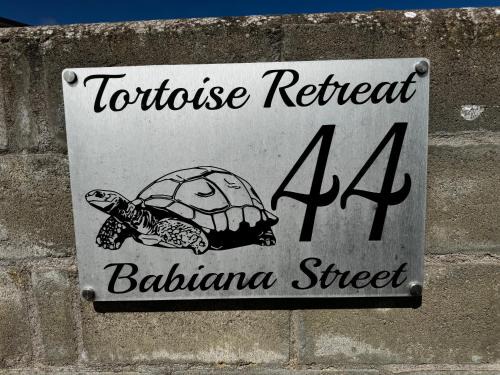 Tortoise Retreat
44
Babiana Street